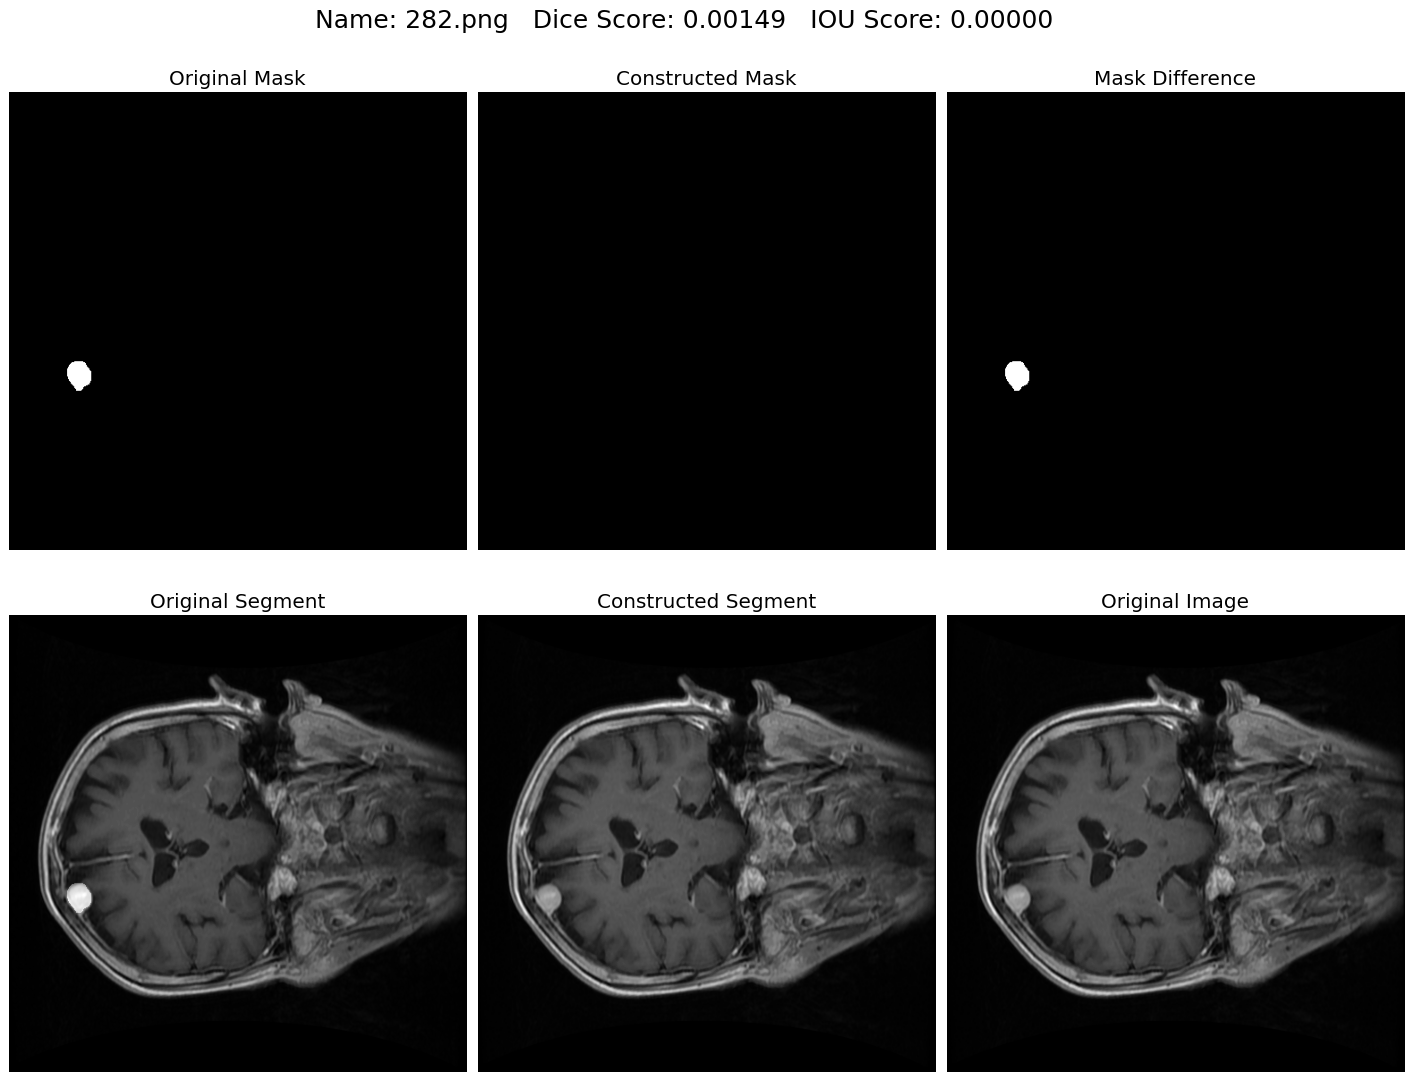 Name: 282.png   Dice Score: 0.00149   IOU Score: 0.00000
Original Mask
Constructed Mask
Mask Difference
Original Segment
Constructed Segment
Original Image